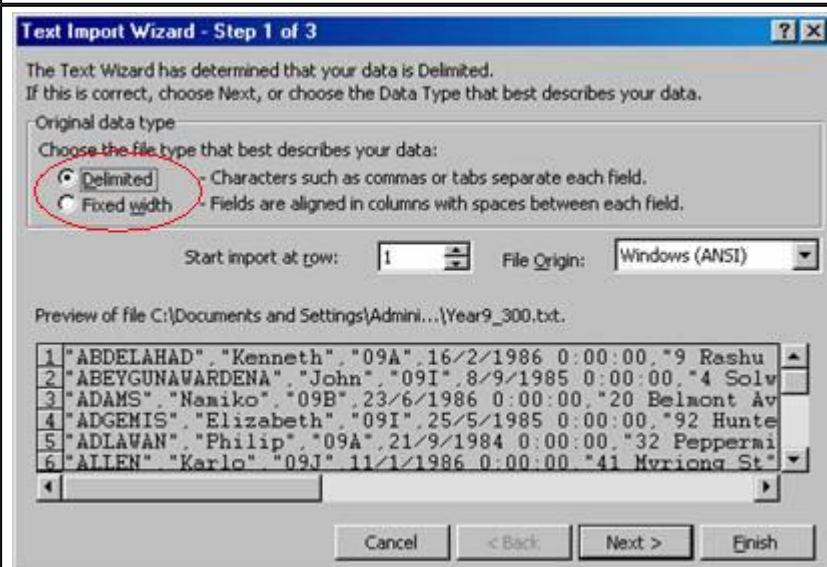 Text Import Wizard - Step 1 of 3
The Text Wizard has determined that your data is Delimited.
If this is correct, choose Next, or choose the Data Type that best describes your data.
Original data type
Choose the file type that best describes your data:
Delimited - Characters such as commas or tabs separate each field.
Fixed width - Fields are aligned in columns with spaces between each field.
Start import at row: 1 File Origin: Windows (ANSI)
Preview of file C:\Documents and Settings\Admini...\Year9_300.txt.
1 "ABDELAHAD","Kenneth","09A",16/2/1986 0:00:00,"9 Rashu
2 "ABEYGUNAWARDENA","John","09I",8/9/1985 0:00:00,"4 Solw
3 "ADAMS","Namiko","09B",23/6/1986 0:00:00,"20 Belmont Av
4 "ADGEMIS","Elizabeth","09I",25/5/1985 0:00:00,"92 Hunte
5 "ADLAWAN","Philip","09A",21/9/1984 0:00:00,"32 Peppermi
6 "ALLEN","Karlo","09J",11/1/1986 0:00:00,"41 Myriong St"
Cancel < Back Next > Finish